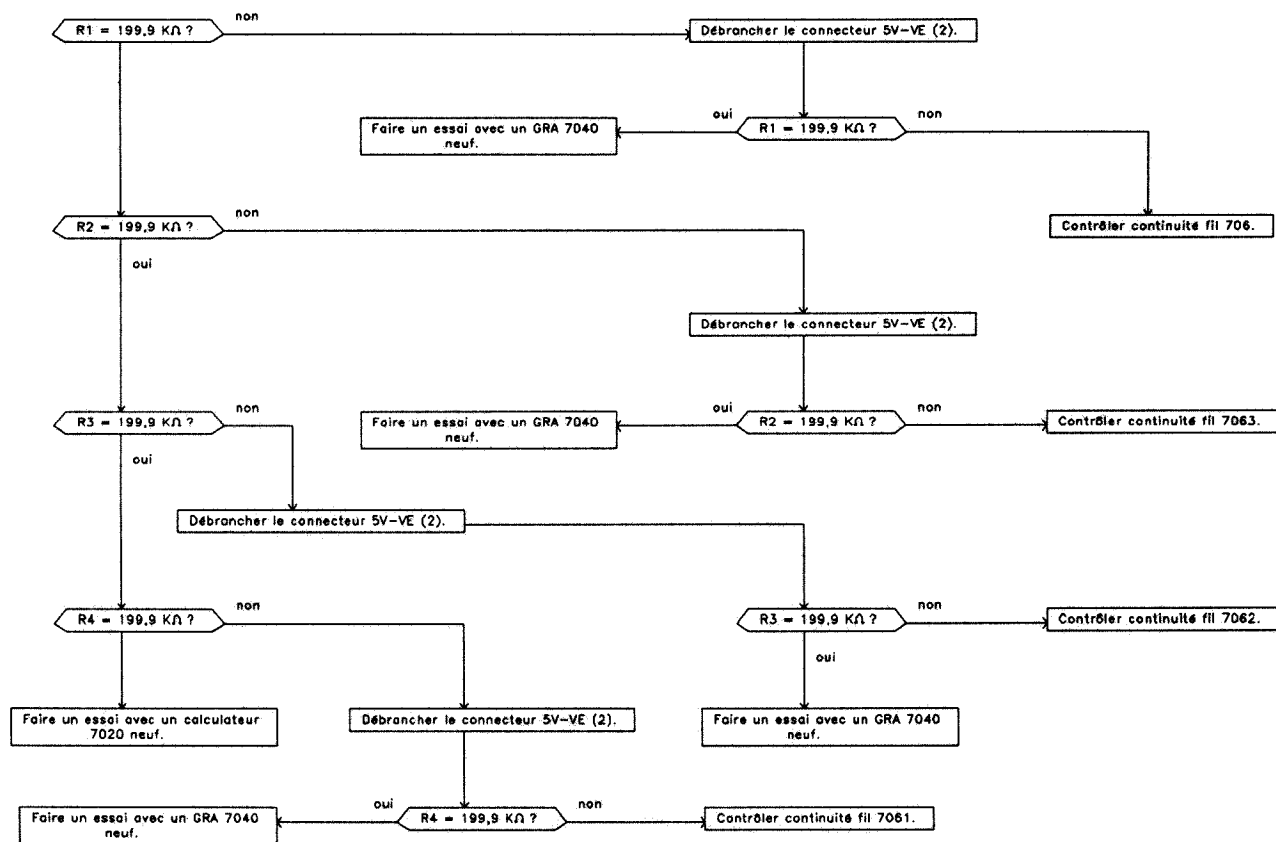 R1 = 199,9 KΩ ?
non
Débrancher le connecteur 5V-VE (2).
oui
non
Faire un essai avec un GRA 7040
neuf.
R1 = 199,9 KΩ ?
R2 = 199,9 KΩ ?
non
Contrôler continuité fil 706.
oui
Débrancher le connecteur 5V-VE (2).
R3 = 199,9 KΩ ?
non
Faire un essai avec un GRA 7040
neuf.
oui
R2 = 199,9 KΩ ?
non
Contrôler continuité fil 7063.
oui
Débrancher le connecteur 5V-VE (2).
R4 = 199,9 KΩ ?
non
R3 = 199,9 KΩ ?
non
Contrôler continuité fil 7062.
oui
Faire un essai avec un calculateur
7020 neuf.
Débrancher le connecteur 5V-VE (2).
Faire un essai avec un GRA 7040
neuf.
Faire un essai avec un GRA 7040
neuf.
oui
R4 = 199,9 KΩ ?
non
Contrôler continuité fil 7061.